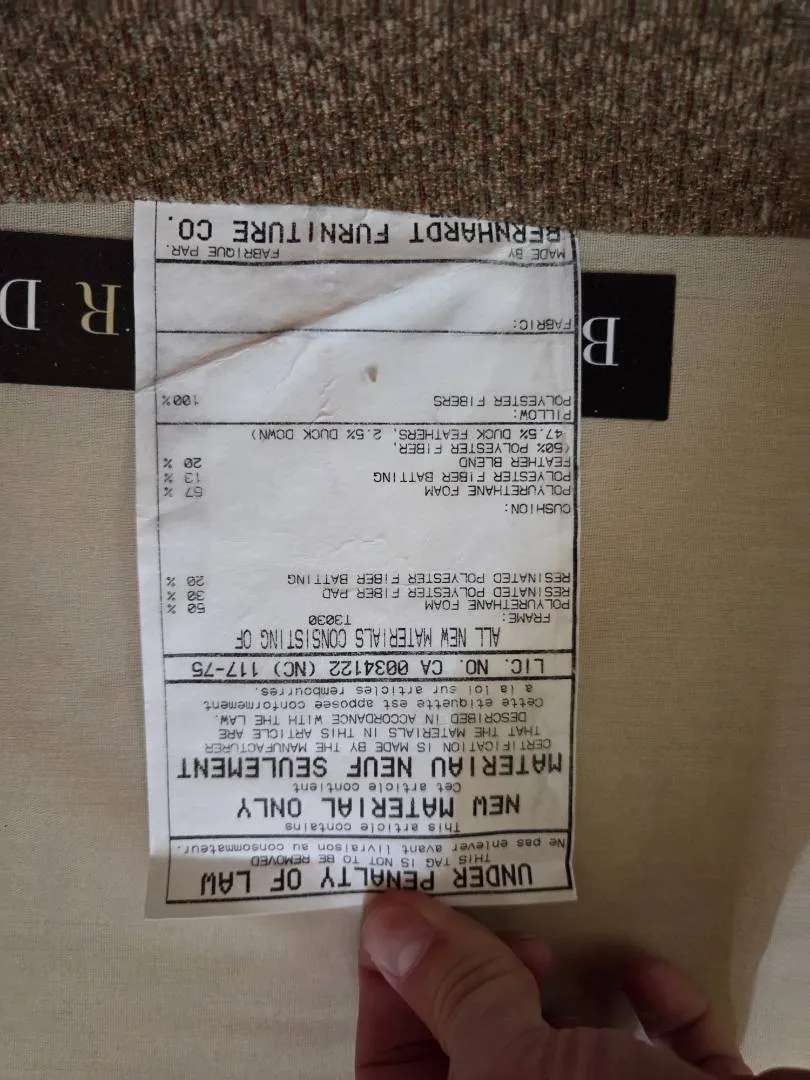 UNDER PENALTY OF LAW
THIS TAG IS NOT TO BE REMOVED
Ne pas enlever avant livraison au consommateur.
This article contains
NEW MATERIAL ONLY
Cet article contient
MATERIAU NEUF SEULEMENT
CERTIFICATION IS MADE BY THE MANUFACTURER
THAT THE MATERIALS IN THIS ARTICLE ARE
DESCRIBED IN ACCORDANCE WITH THE LAW.
Cette etiquette est apposee conformement
a la loi sur articles rembourres.
LIC. NO. CA 0034122 (NC) 117-75
ALL NEW MATERIALS CONSISTING OF
FRAME: T3030
POLYURETHANE FOAM 50 %
RESINATED POLYESTER FIBER PAD 30 %
RESINATED POLYESTER FIBER BATTING 20 %
CUSHION:
POLYURETHANE FOAM 67 %
POLYESTER FIBER BATTING 13 %
FEATHER BLEND 20 %
(50% POLYESTER FIBER,
47.5% DUCK FEATHERS, 2.5% DUCK DOWN)
PILLOW:
POLYESTER FIBERS 100%
FABRIC:
MADE BY FABRIQUE PAR.
BERNHARDT FURNITURE CO.
B
R D